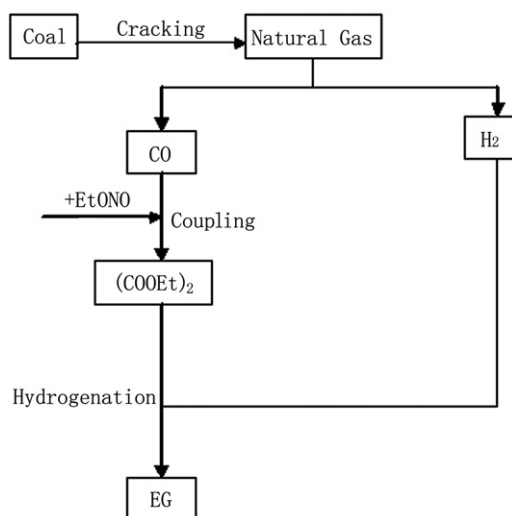 Coal
Cracking
Natural Gas
CO
H₂
+EtONO
Coupling
(COOEt)₂
Hydrogenation
EG